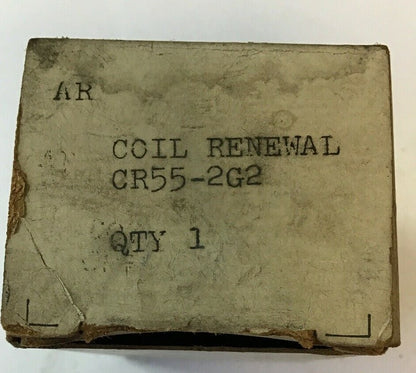 AR
COIL RENEWAL
CR55-2G2
QTY 1